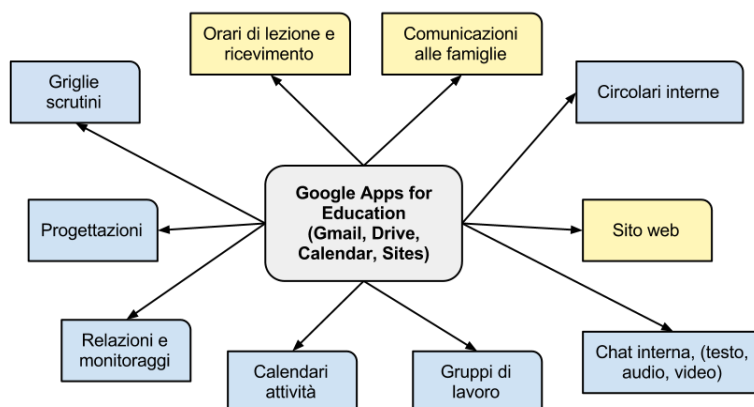 Orari di lezione e
ricevimento
Comunicazioni
alle famiglie
Griglie
scrutini
Circolari interne
Google Apps for
Education
(Gmail, Drive,
Calendar, Sites)
Progettazioni
Sito web
Relazioni e
monitoraggi
Calendari
attività
Gruppi di
lavoro
Chat interna, (testo,
audio, video)